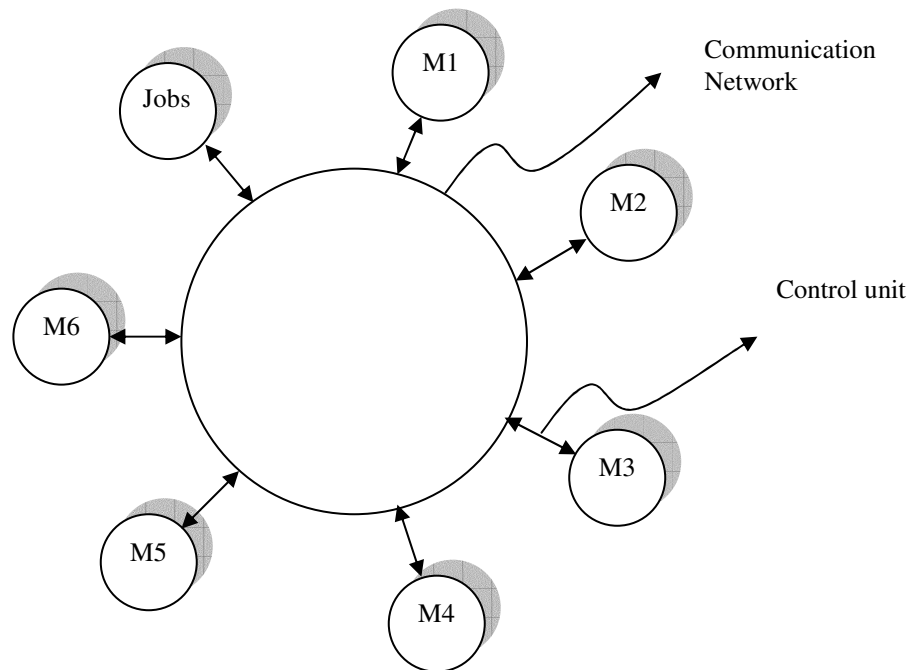 M1
Communication
Network
Jobs
M2
Control unit
M6
M3
M5
M4